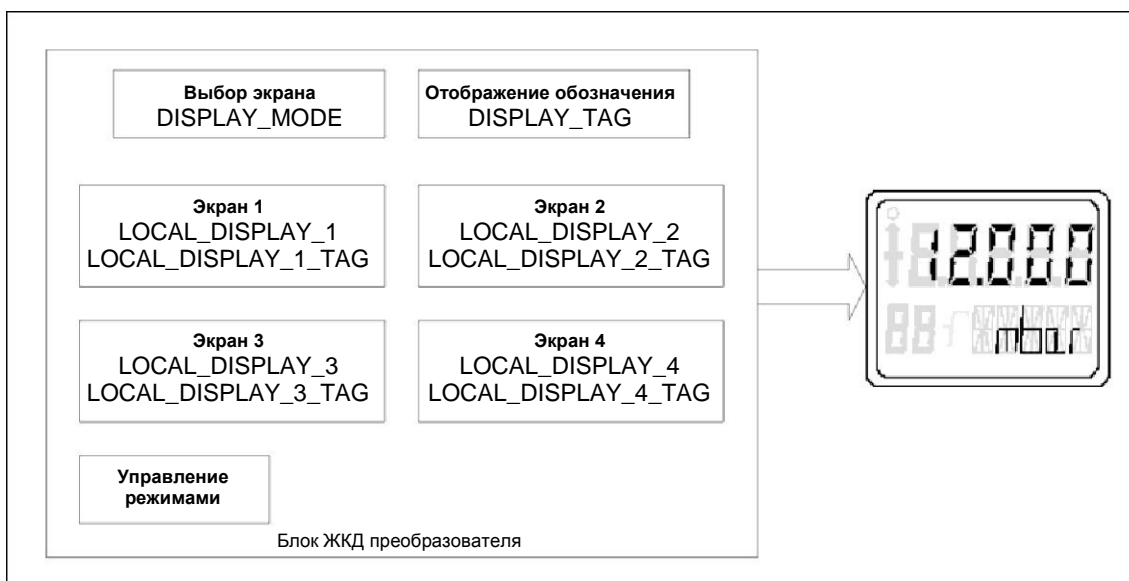 Выбор экрана
DISPLAY_MODE
Отображение обозначения
DISPLAY_TAG
Экран 1
LOCAL_DISPLAY_1
LOCAL_DISPLAY_1_TAG
Экран 2
LOCAL_DISPLAY_2
LOCAL_DISPLAY_2_TAG
Экран 3
LOCAL_DISPLAY_3
LOCAL_DISPLAY_3_TAG
Экран 4
LOCAL_DISPLAY_4
LOCAL_DISPLAY_4_TAG
Управление
режимами
Блок ЖКД преобразователя
12.000
mbar